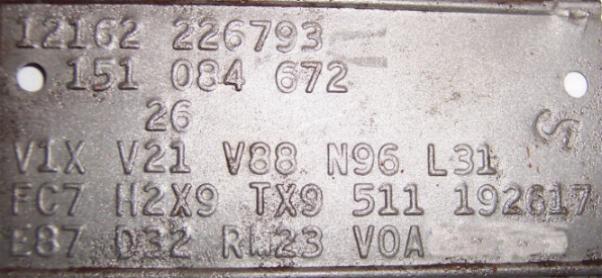 12162 226793
151 084 672
26
S
V1X V21 V88 N96 L31
FC7 H2X9 TX9 511 192617
E87 D32 RM23 V0A